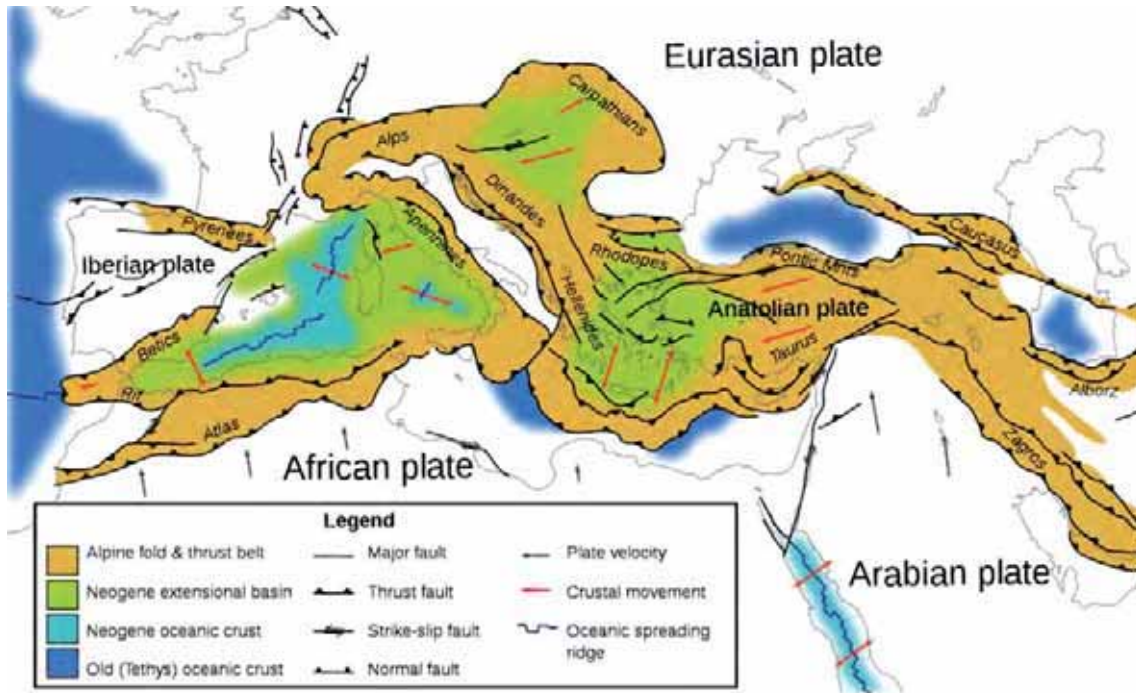 Eurasian plate
Carpathians
Alps
Dinarides
Pyrenees
Apennines
Caucasus
Iberian plate
Rhodopes
Pontic Mnts
Hellenides
Anatolian plate
Betics
Taurus
Rif
Alborz
Atlas
Zagros
African plate
Arabian plate
Legend
Alpine fold & thrust belt
Major fault
Plate velocity
Neogene extensional basin
Thrust fault
Crustal movement
Neogene oceanic crust
Strike-slip fault
Oceanic spreading
ridge
Old (Tethys) oceanic crust
Normal fault